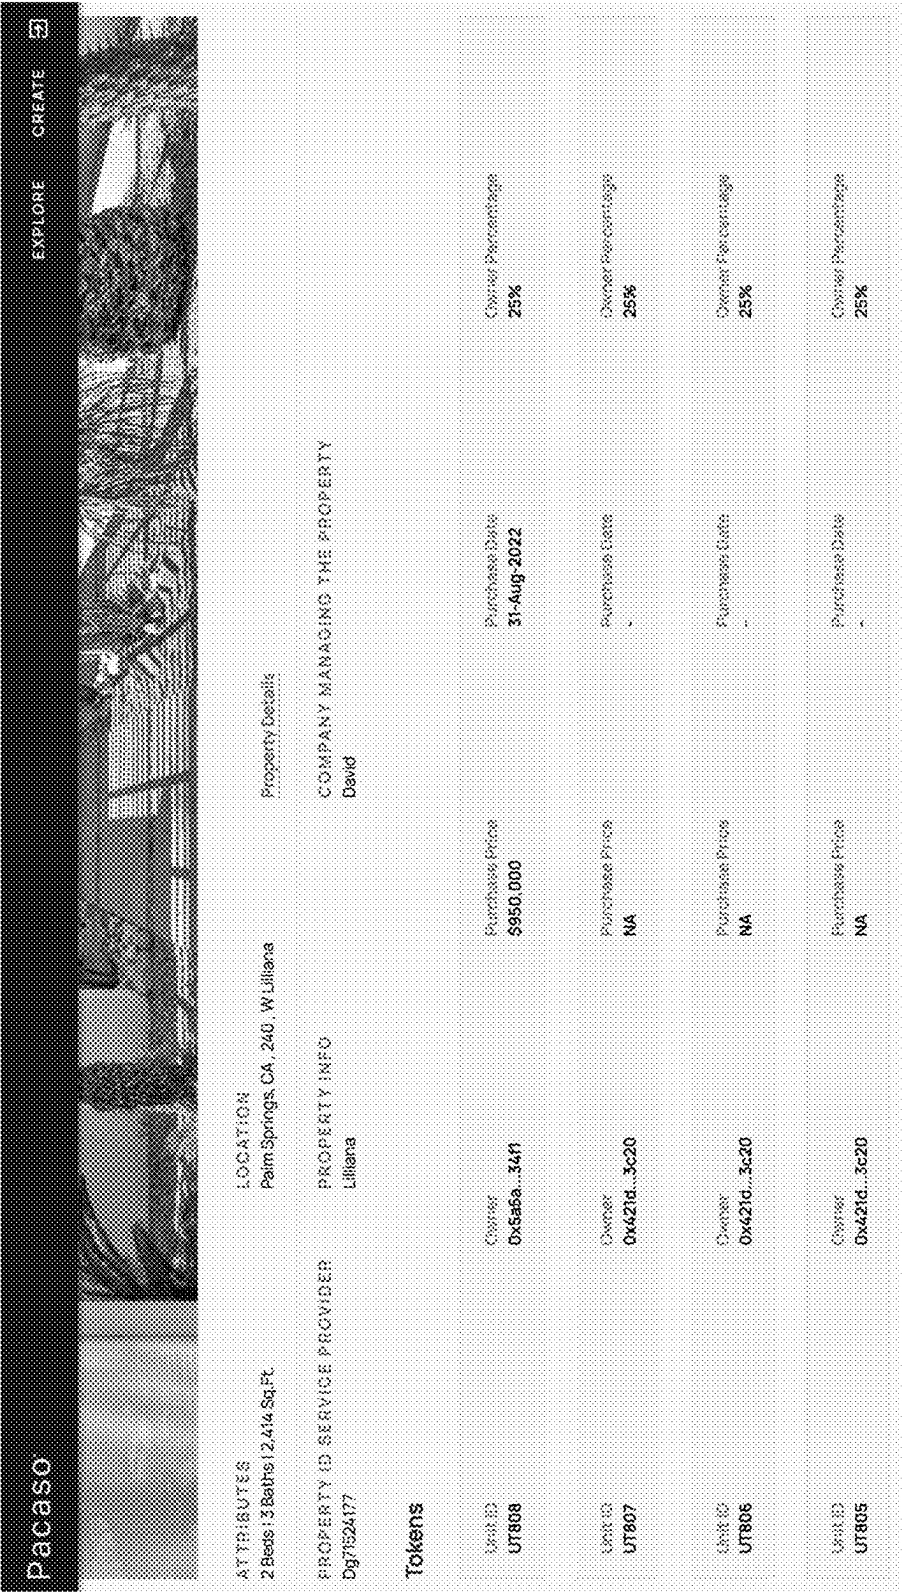 Pacaso
EXPLORE
CREATE
ATTRIBUTES
2 Beds | 3 Baths | 2,414 Sq.Ft.
LOCATION
Palm Springs, CA , 240 , W Lilliana
Property Details
PROPERTY ID SERVICE PROVIDER
Dg71524177
PROPERTY INFO
Lilliana
COMPANY MANAGING THE PROPERTY
David
Tokens
Unit ID
UT808
Owner
0x5a6a...34f1
Purchase Price
$950,000
Purchase Date
31-Aug-2022
Owner Percentage
25%
Unit ID
UT807
Owner
0x421d...3c20
Purchase Price
NA
Purchase Date
-
Owner Percentage
25%
Unit ID
UT806
Owner
0x421d...3c20
Purchase Price
NA
Purchase Date
-
Owner Percentage
25%
Unit ID
UT805
Owner
0x421d...3c20
Purchase Price
NA
Purchase Date
-
Owner Percentage
25%